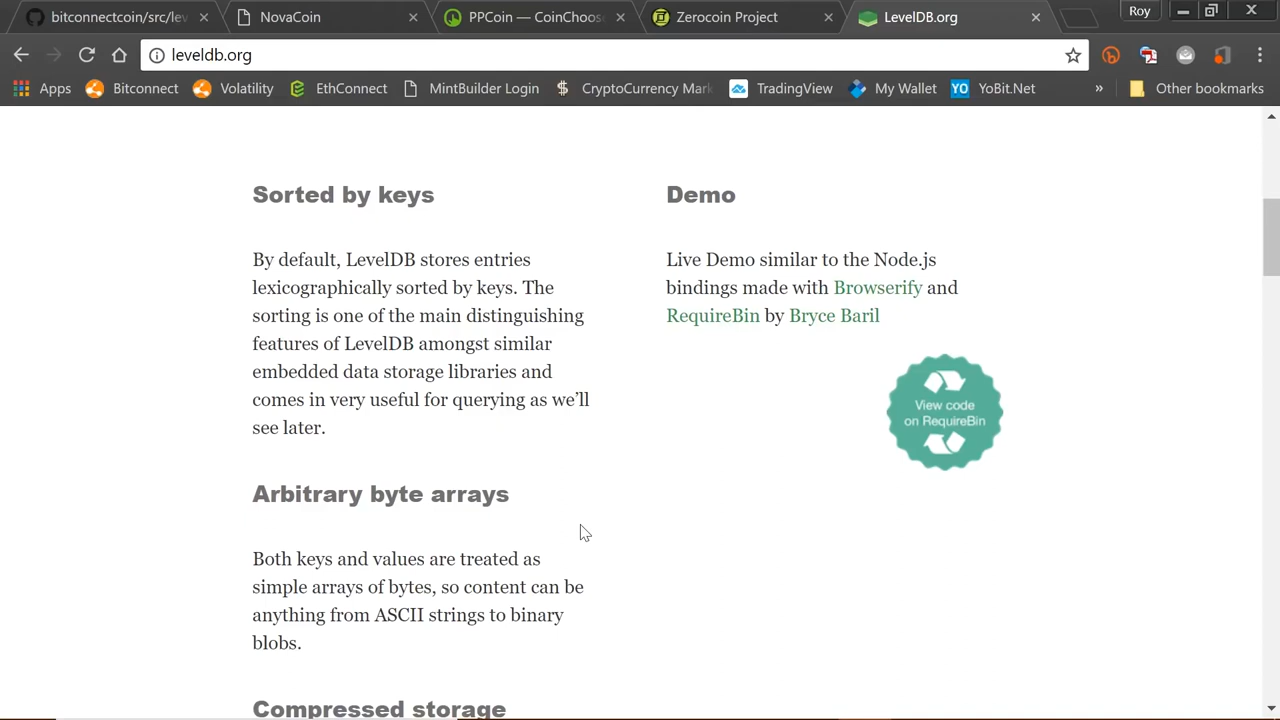 bitconnectcoin/src/lev
NovaCoin
PPCoin — CoinChoose
Zerocoin Project
LevelDB.org
Roy
leveldb.org
Apps
Bitconnect
Volatility
EthConnect
MintBuilder Login
CryptoCurrency Mark
TradingView
My Wallet
YO
YoBit.Net
»
Other bookmarks
Sorted by keys
By default, LevelDB stores entries
lexicographically sorted by keys. The
sorting is one of the main distinguishing
features of LevelDB amongst similar
embedded data storage libraries and
comes in very useful for querying as we’ll
see later.
Arbitrary byte arrays
Both keys and values are treated as
simple arrays of bytes, so content can be
anything from ASCII strings to binary
blobs.
Compressed storage
Demo
Live Demo similar to the Node.js
bindings made with Browserify and
RequireBin by Bryce Baril
View code
on RequireBin